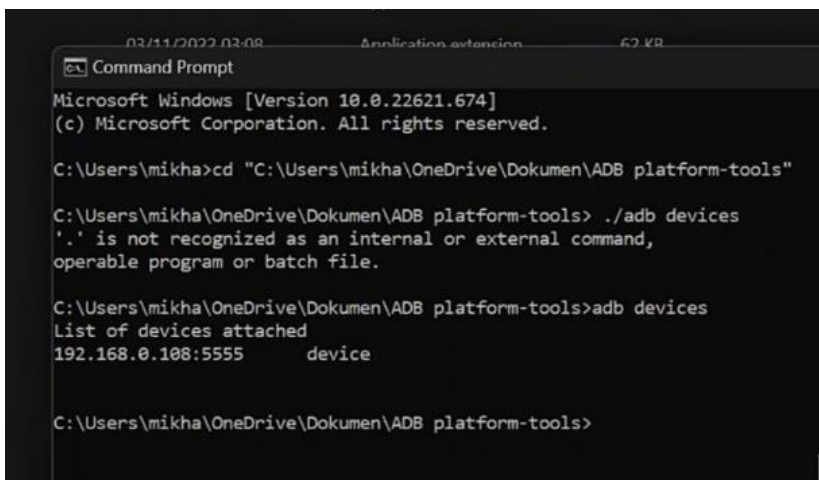 03/11/2022 03:08 Application extension 62 KB
Command Prompt
Microsoft Windows [Version 10.0.22621.674]
(c) Microsoft Corporation. All rights reserved.
C:\Users\mikha>cd "C:\Users\mikha\OneDrive\Dokumen\ADB platform-tools"
C:\Users\mikha\OneDrive\Dokumen\ADB platform-tools> ./adb devices
'.' is not recognized as an internal or external command,
operable program or batch file.
C:\Users\mikha\OneDrive\Dokumen\ADB platform-tools>adb devices
List of devices attached
192.168.0.108:5555 device
C:\Users\mikha\OneDrive\Dokumen\ADB platform-tools>